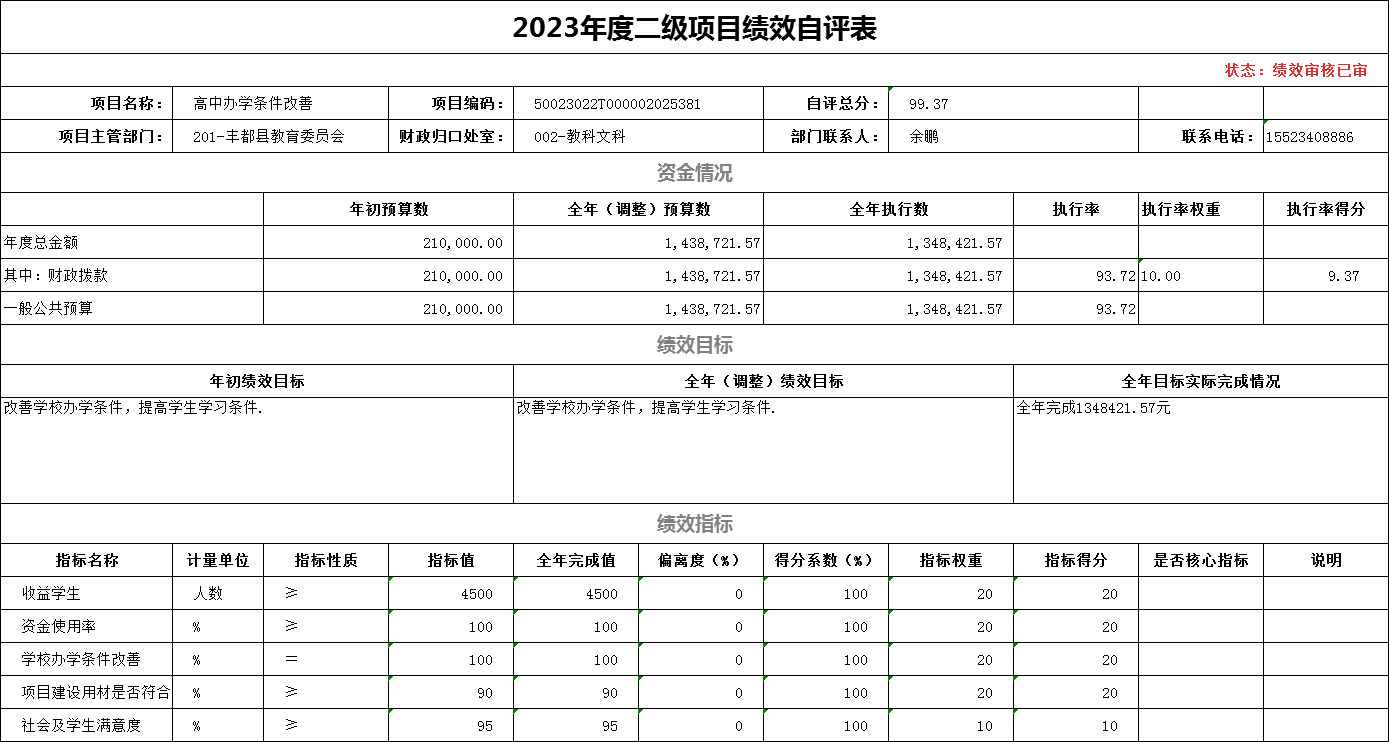 2023年度二级项目绩效自评表
状态：绩效审核已审
项目名称： 高中办学条件改善 项目编码： 50023022T000002025381 自评总分： 99.37
项目主管部门： 201-丰都县教育委员会 财政归口处室： 002-教科文科 部门联系人： 余鹏 联系电话： 15523408886
资金情况
年初预算数 全年（调整）预算数 全年执行数 执行率 执行率权重 执行率得分
年度总金额 210,000.00 1,438,721.57 1,348,421.57
其中：财政拨款 210,000.00 1,438,721.57 1,348,421.57 93.72 10.00 9.37
一般公共预算 210,000.00 1,438,721.57 1,348,421.57 93.72
绩效目标
年初绩效目标 全年（调整）绩效目标 全年目标实际完成情况
改善学校办学条件，提高学生学习条件. 改善学校办学条件，提高学生学习条件. 全年完成1348421.57元
绩效指标
指标名称 计量单位 指标性质 指标值 全年完成值 偏离度（%） 得分系数（%） 指标权重 指标得分 是否核心指标 说明
收益学生 人数 ≥ 4500 4500 0 100 20 20
资金使用率 % ≥ 100 100 0 100 20 20
学校办学条件改善 % ＝ 100 100 0 100 20 20
项目建设用材是否符合 % ≥ 90 90 0 100 20 20
社会及学生满意度 % ≥ 95 95 0 100 10 10